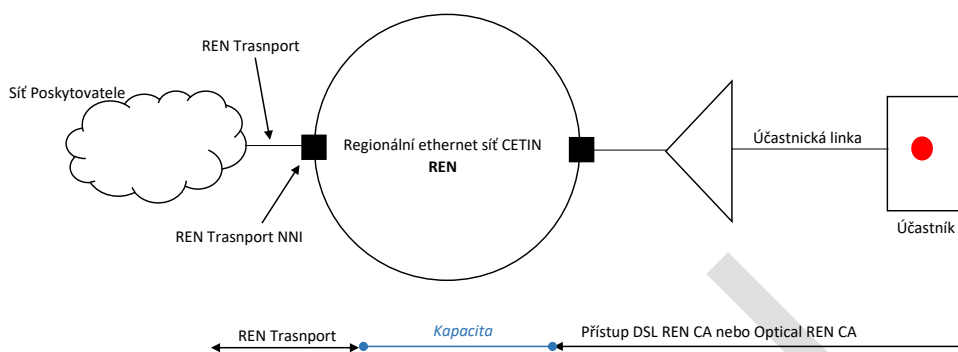 REN Trasnport
Síť Poskytovatele
Regionální ethernet síť CETIN
REN
Účastnická linka
REN Trasnport NNI
Účastník
REN Trasnport
Kapacita
Přístup DSL REN CA nebo Optical REN CA